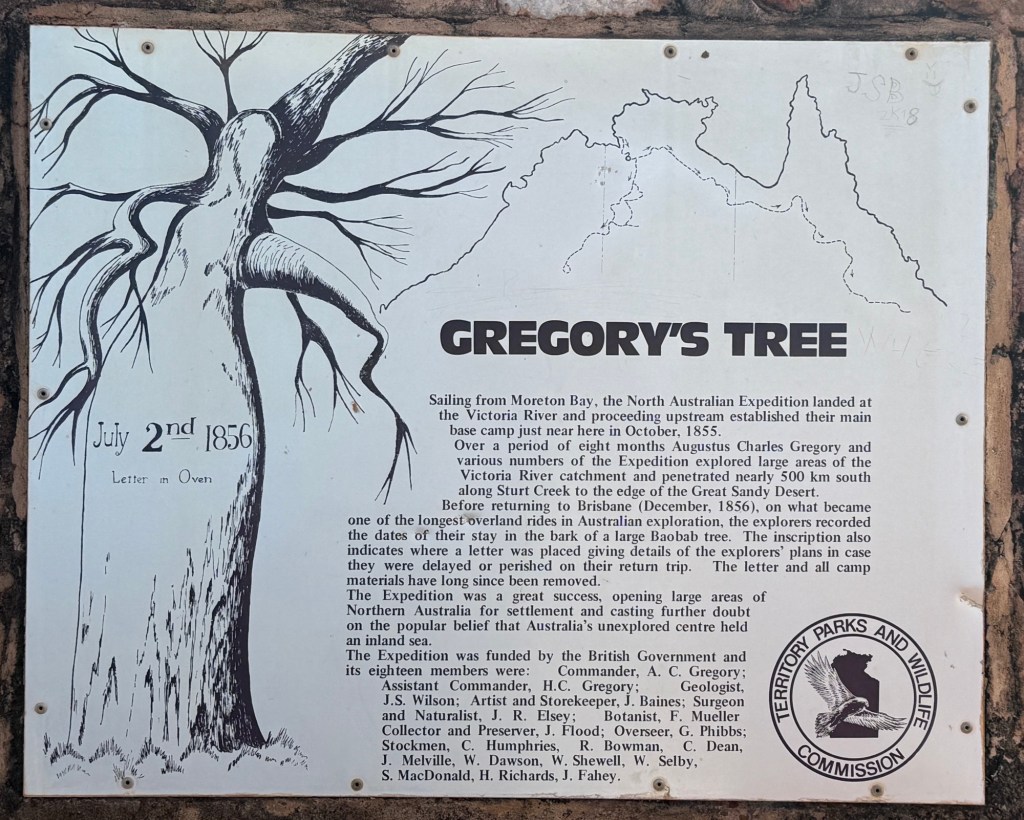 JSB
2K18
GREGORY'S TREE
Sailing from Moreton Bay, the North Australian Expedition landed at
the Victoria River and proceeding upstream established their main
base camp just near here in October, 1855.
Over a period of eight months Augustus Charles Gregory and
various numbers of the Expedition explored large areas of the
Victoria River catchment and penetrated nearly 500 km south
along Sturt Creek to the edge of the Great Sandy Desert.
Before returning to Brisbane (December, 1856), on what became
one of the longest overland rides in Australian exploration, the explorers recorded
the dates of their stay in the bark of a large Baobab tree. The inscription also
indicates where a letter was placed giving details of the explorers' plans in case
they were delayed or perished on their return trip. The letter and all camp
materials have long since been removed.
The Expedition was a great success, opening large areas of
Northern Australia for settlement and casting further doubt
on the popular belief that Australia's unexplored centre held
an inland sea.
The Expedition was funded by the British Government and
its eighteen members were: Commander, A. C. Gregory;
Assistant Commander, H.C. Gregory; Geologist,
J.S. Wilson; Artist and Storekeeper, J. Baines; Surgeon
and Naturalist, J. R. Elsey; Botanist, F. Mueller
Collector and Preserver, J. Flood; Overseer, G. Phibbs;
Stockmen, C. Humphries, R. Bowman, C. Dean,
J. Melville, W. Dawson, W. Shewell, W. Selby,
S. MacDonald, H. Richards, J. Fahey.
July 2nd 1856
Letter in Oven
TERRITORY PARKS AND WILDLIFE
COMMISSION